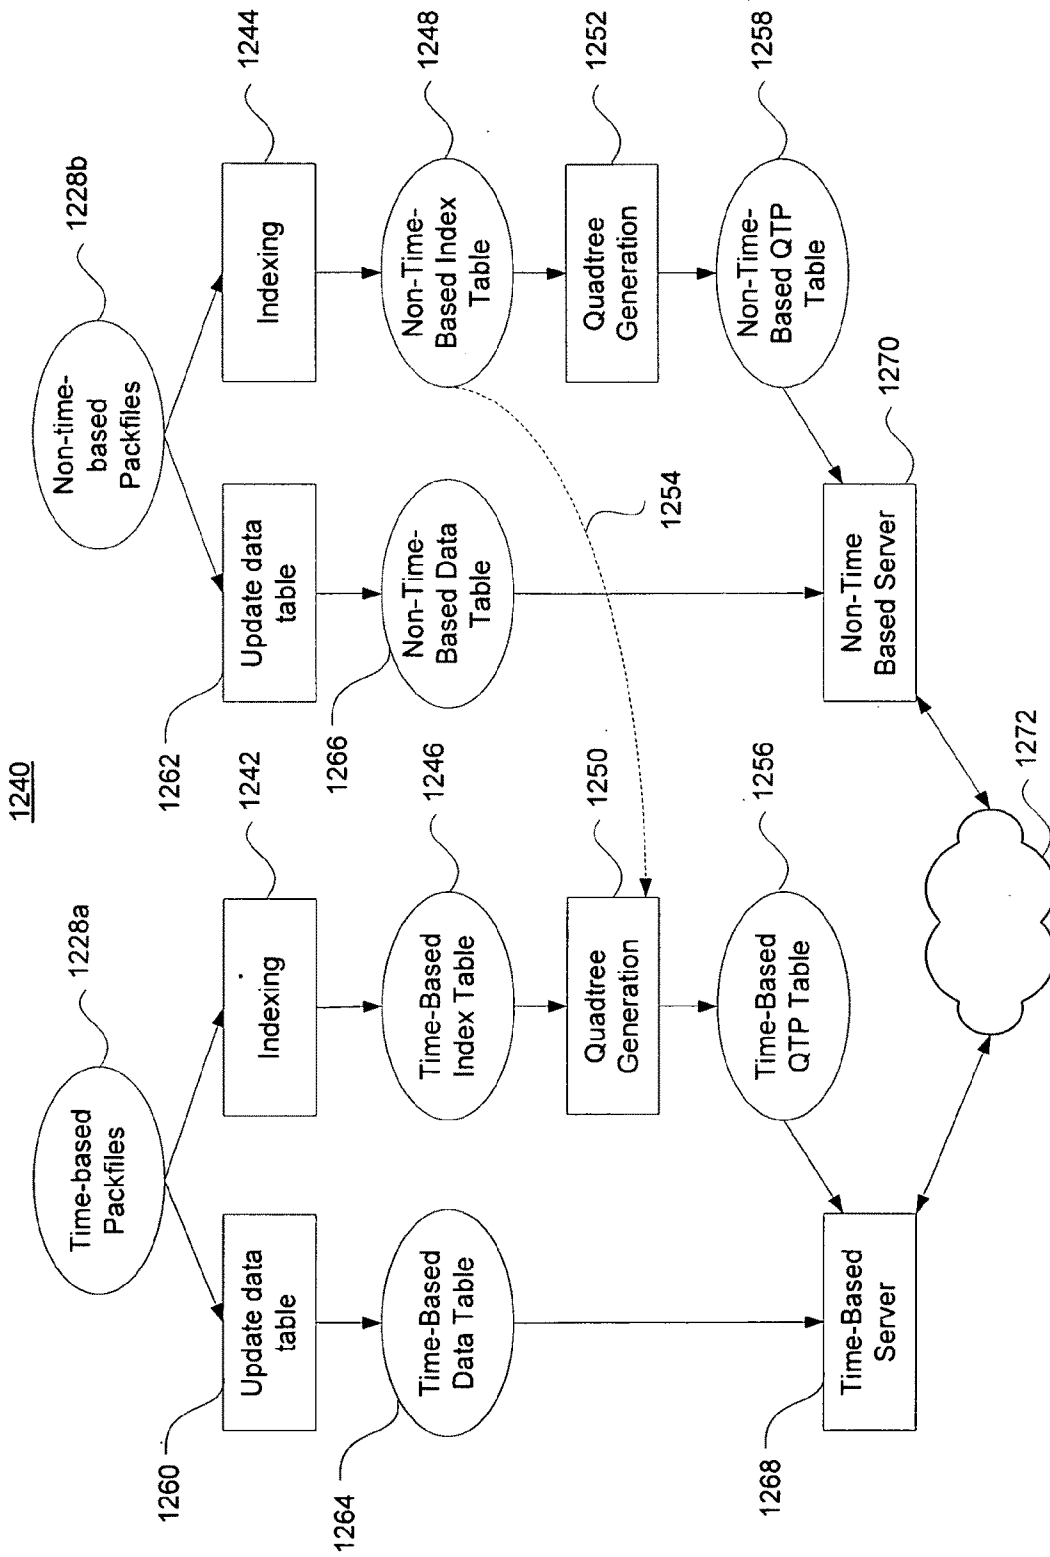 1240
1228a
Time-based
Packfiles
1228b
Non-time-
based
Packfiles
1260
Update data
table
1242
Indexing
1262
Update data
table
1244
Indexing
1264
Time-Based
Data Table
1246
Time-Based
Index Table
1266
Non-Time-
Based Data
Table
1248
Non-Time-
Based Index
Table
1250
Quadtree
Generation
1254
1252
Quadtree
Generation
1256
Time-Based
QTP Table
1258
Non-Time-
Based QTP
Table
1268
Time-Based
Server
1270
Non-Time
Based Server
1272